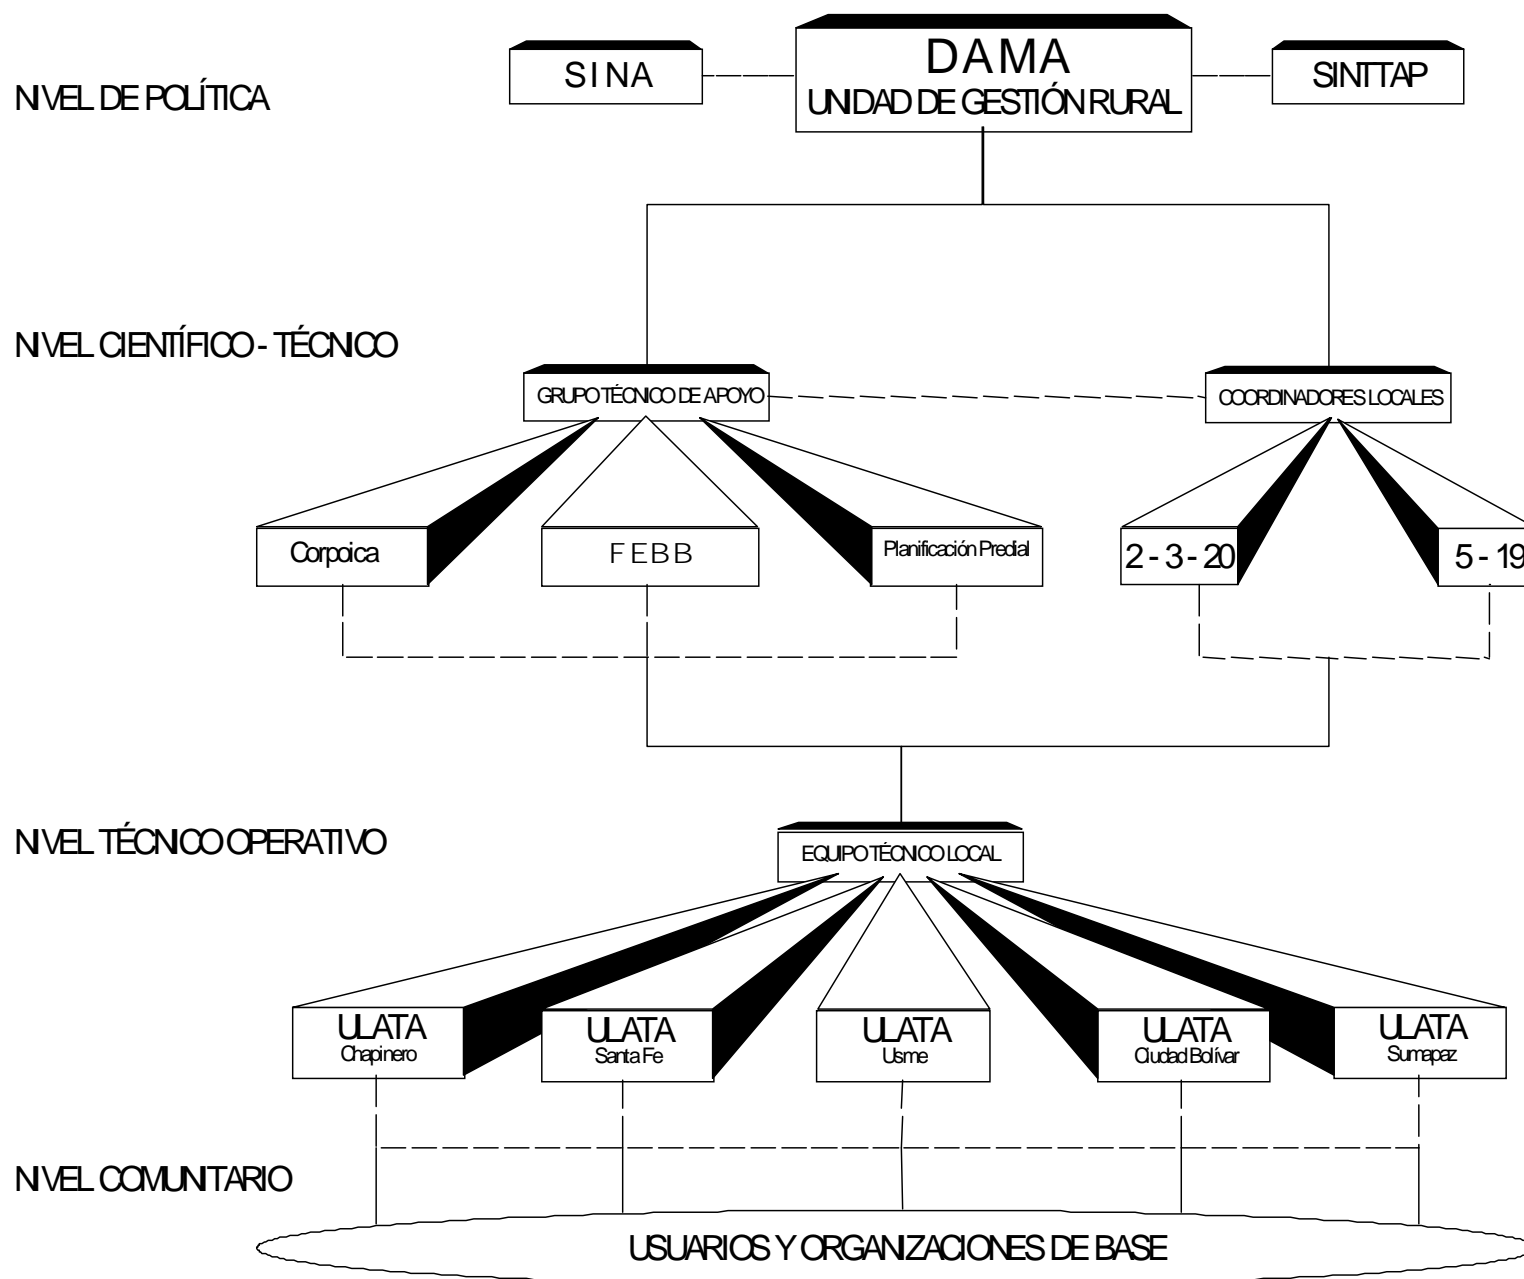 SINA
DAMA
UNIDAD DE GESTIÓN RURAL
SINTTAP
NIVEL DE POLÍTICA
NIVEL CIENTÍFICO - TÉCNICO
GRUPO TÉCNICO DE APOYO
COORDINADORES LOCALES
Corpoica
FEBB
Planificación Predial
2 - 3 - 20
5 - 19
NIVEL TÉCNICO OPERATIVO
EQUIPO TÉCNICO LOCAL
ULATA
Chapinero
ULATA
Santa Fe
ULATA
Usme
ULATA
Ciudad Bolívar
ULATA
Sumapaz
NIVEL COMUNITARIO
USUARIOS Y ORGANIZACIONES DE BASE